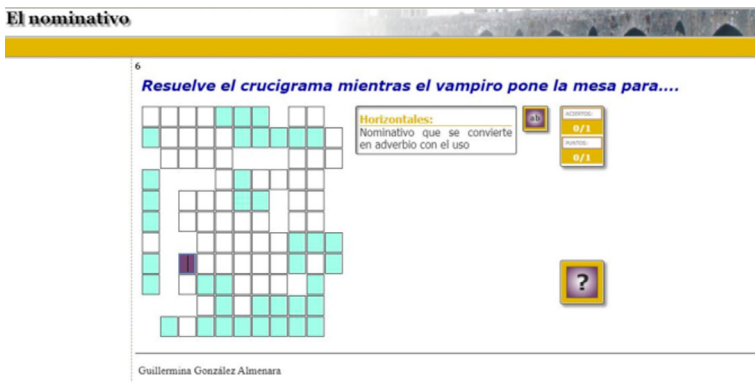 El nominativo
6
Resuelve el crucigrama mientras el vampiro pone la mesa para....
Horizontales:
Nominativo que se convierte
en adverbio con el uso
ab
ACIERTOS:
0/1
PUNTOS:
0/1
?
Guillermina González Almenara